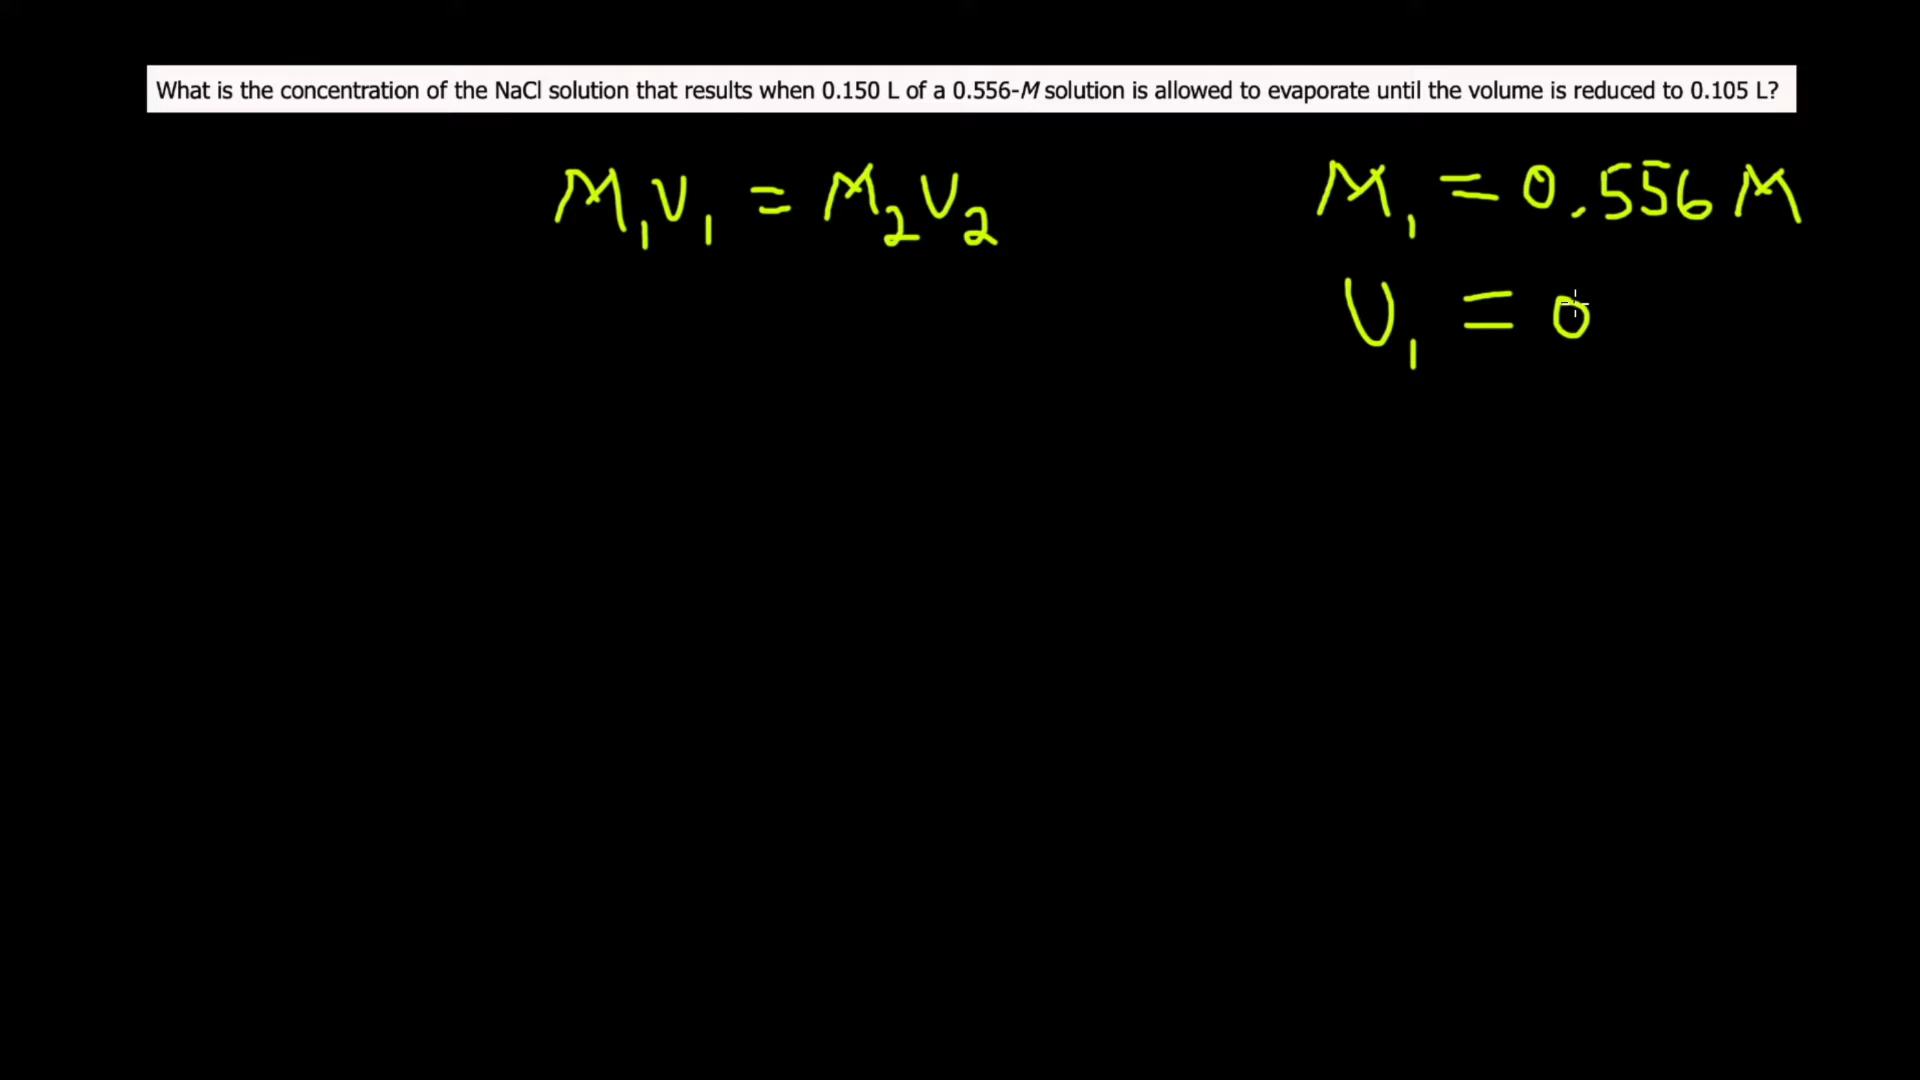 What is the concentration of the NaCl solution that results when 0.150 L of a 0.556-M solution is allowed to evaporate until the volume is reduced to 0.105 L?
M₁V₁ = M₂V₂
M₁ = 0.556 M
V₁ = 0